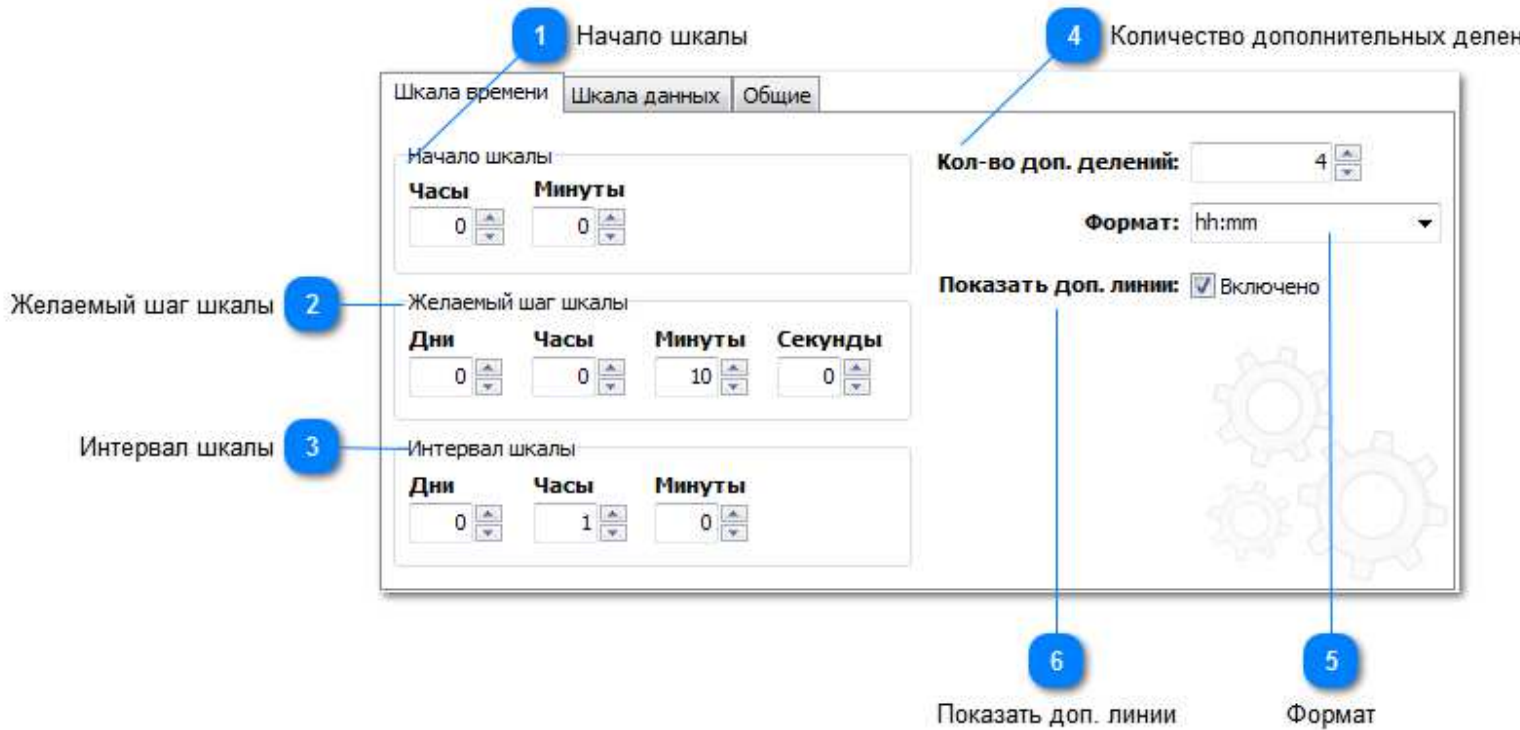 1 Начало шкалы
4 Количество дополнительных делен
Шкала времени Шкала данных Общие
Начало шкалы
Часы Минуты
0 0
Кол-во доп. делений: 4
Формат: hh:mm
Показать доп. линии: Включено
Желаемый шаг шкалы 2
Желаемый шаг шкалы
Дни Часы Минуты Секунды
0 0 10 0
Интервал шкалы 3
Интервал шкалы
Дни Часы Минуты
0 1 0
6
Показать доп. линии
5
Формат